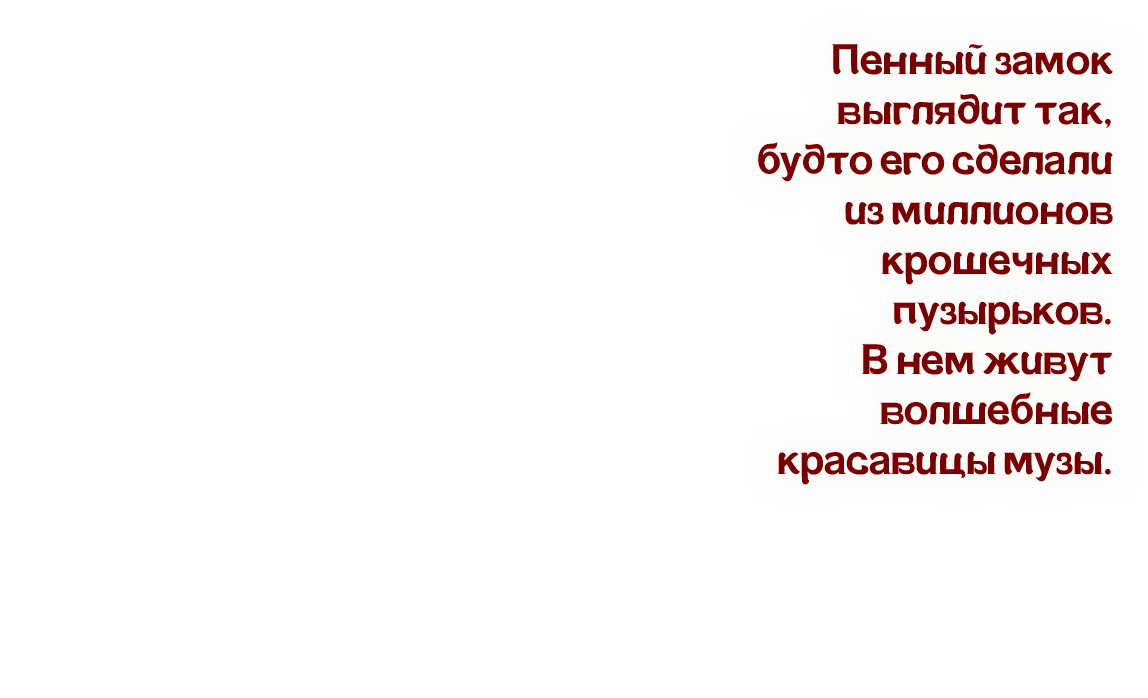 Пенный замок
выглядит так,
будто его сделали
из миллионов
крошечных
пузырьков.
В нем живут
волшебные
красавицы музы.